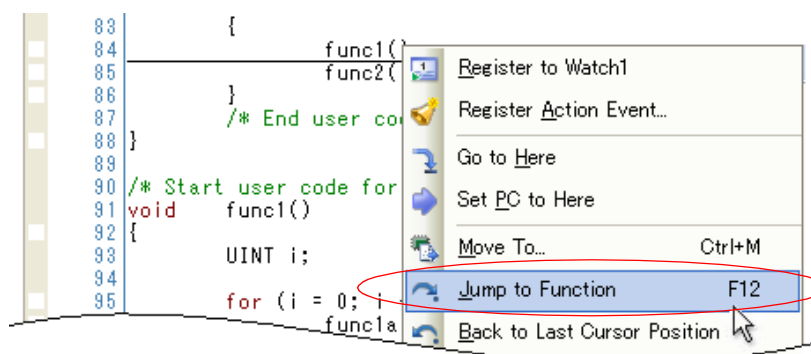 83 {
84 func1()
85 func2(
86 }
87 /* End user co
88 }
89
90 /* Start user code for
91 void func1()
92 {
93 UINT i;
94
95 for (i = 0; i
func1a
Register to Watch1
Register Action Event...
Go to Here
Set PC to Here
Move To... Ctrl+M
Jump to Function F12
Back to Last Cursor Position